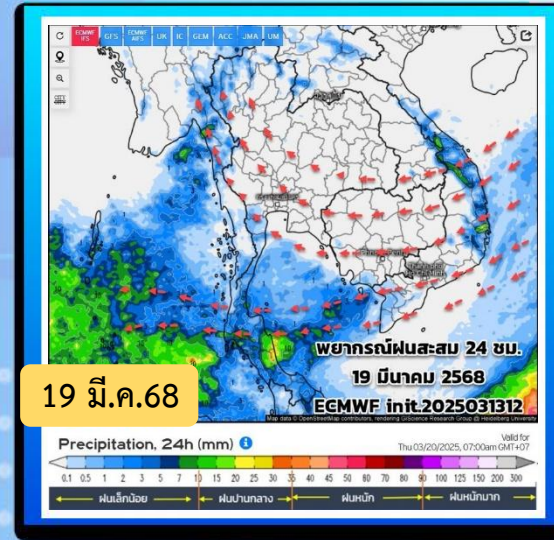 ECMWF IFS GFS ECMWF AIFS UK IC GEM ACC JMA UM
พยากรณ์ฝนสะสม 24 ชม.
19 มีนาคม 2568
ECMWF init.2025031312
19 มี.ค.68
Map data © OpenStreetMap contributors, rendering GIScience Research Group @ Heidelberg University
Precipitation, 24h (mm)
Valid for
Thu 03/20/2025, 07:00am GMT+07
0.1 0.5 1 2 3 5 7 10 15 20 25 30 35 40 45 50 60 70 80 90 100 125 150 200 300
ฝนเล็กน้อย ฝนปานกลาง ฝนหนัก ฝนหนักมาก